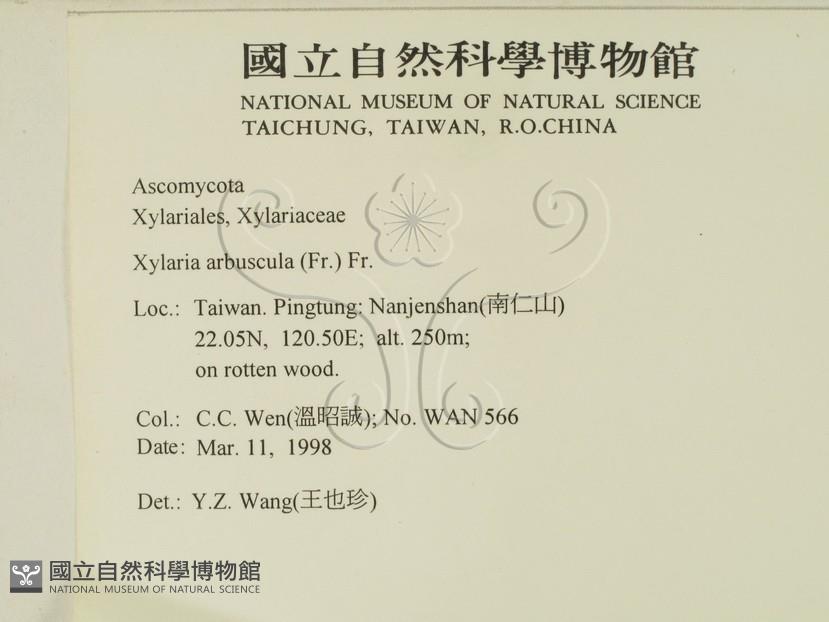 國立自然科學博物館
NATIONAL MUSEUM OF NATURAL SCIENCE
TAICHUNG, TAIWAN, R.O.CHINA
Ascomycota
Xylariales, Xylariaceae
Xylaria arbuscula (Fr.) Fr.
Loc.: Taiwan. Pingtung: Nanjenshan(南仁山)
22.05N, 120.50E; alt. 250m;
on rotten wood.
Col.: C.C. Wen(溫昭誠); No. WAN 566
Date: Mar. 11, 1998
Det.: Y.Z. Wang(王也珍)
國立自然科學博物館
NATIONAL MUSEUM OF NATURAL SCIENCE